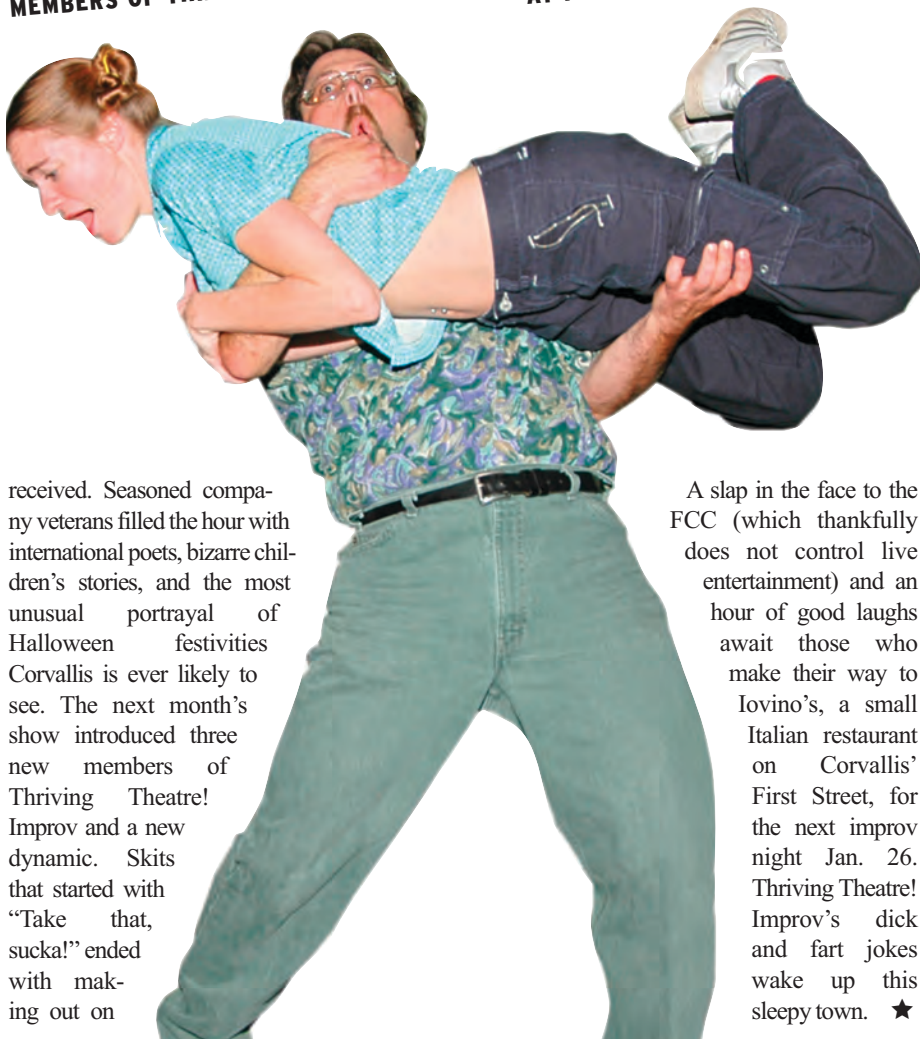 MEMBERS OF
received. Seasoned compa-
ny veterans filled the hour with
international poets, bizarre chil-
dren’s stories, and the most
unusual portrayal of
Halloween festivities
Corvallis is ever likely to
see. The next month’s
show introduced three
new members of
Thriving Theatre!
Improv and a new
dynamic. Skits
that started with
“Take that,
sucka!” ended
with mak-
ing out on
A slap in the face to the
FCC (which thankfully
does not control live
entertainment) and an
hour of good laughs
await those who
make their way to
Iovino’s, a small
Italian restaurant
on Corvallis’
First Street, for
the next improv
night Jan. 26.
Thriving Theatre!
Improv’s dick
and fart jokes
wake up this
sleepy town. ★